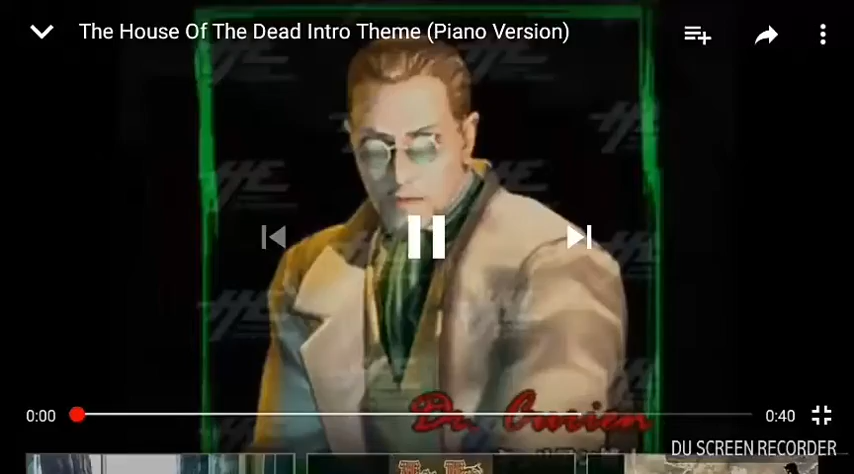 The House Of The Dead Intro Theme (Piano Version)
Dr. Curien
0:00
0:40
DU SCREEN RECORDER